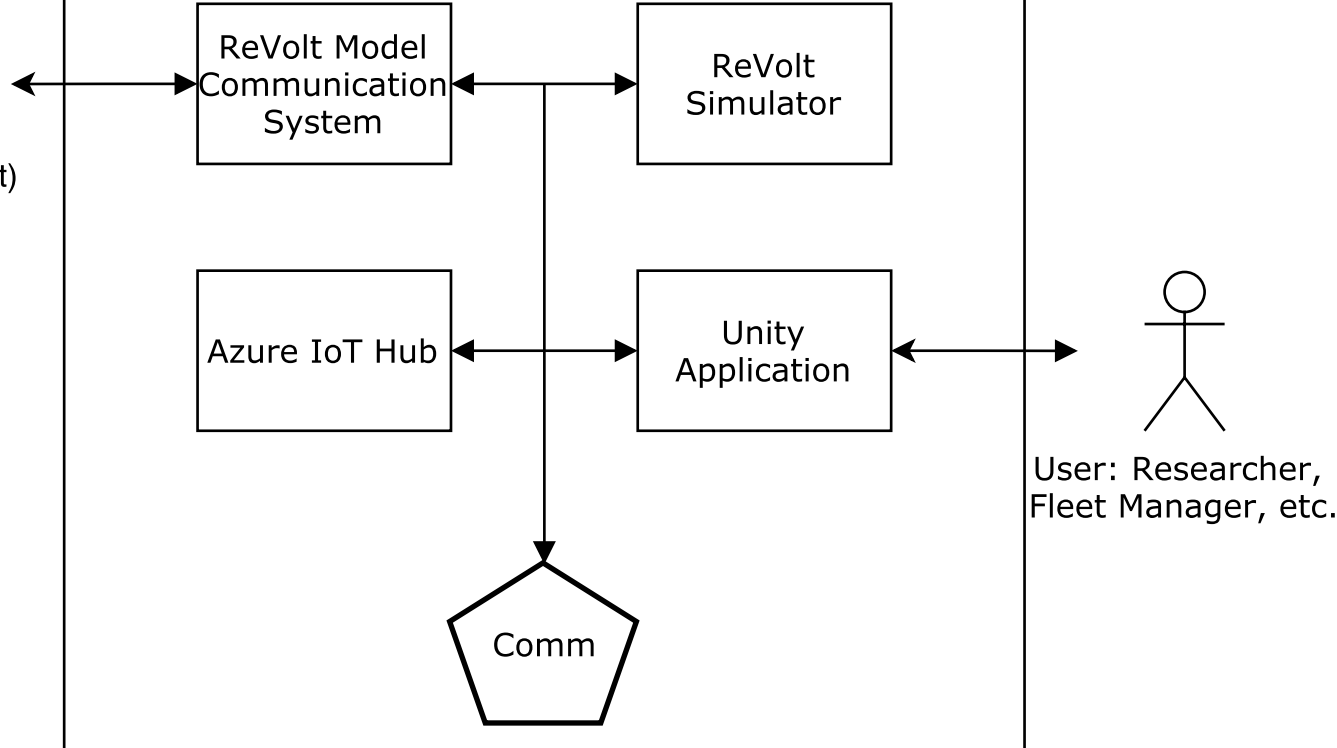 ReVolt Model
Communication
System
ReVolt
Simulator
t)
Azure IoT Hub
Unity
Application
User: Researcher,
Fleet Manager, etc.
Comm